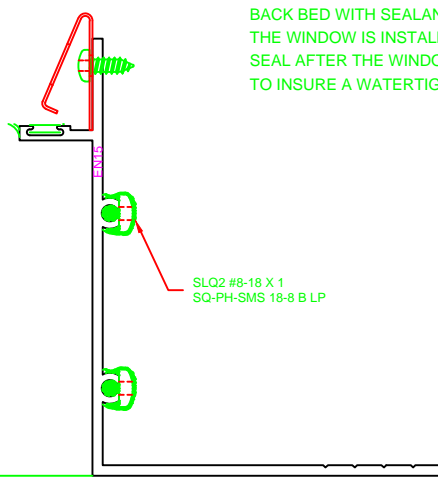 BACK BED WITH SEALAN
THE WINDOW IS INSTALL
SEAL AFTER THE WINDO
TO INSURE A WATERTIG
EN15
SLQ2 #8-18 X 1
SQ-PH-SMS 18-8 B LP